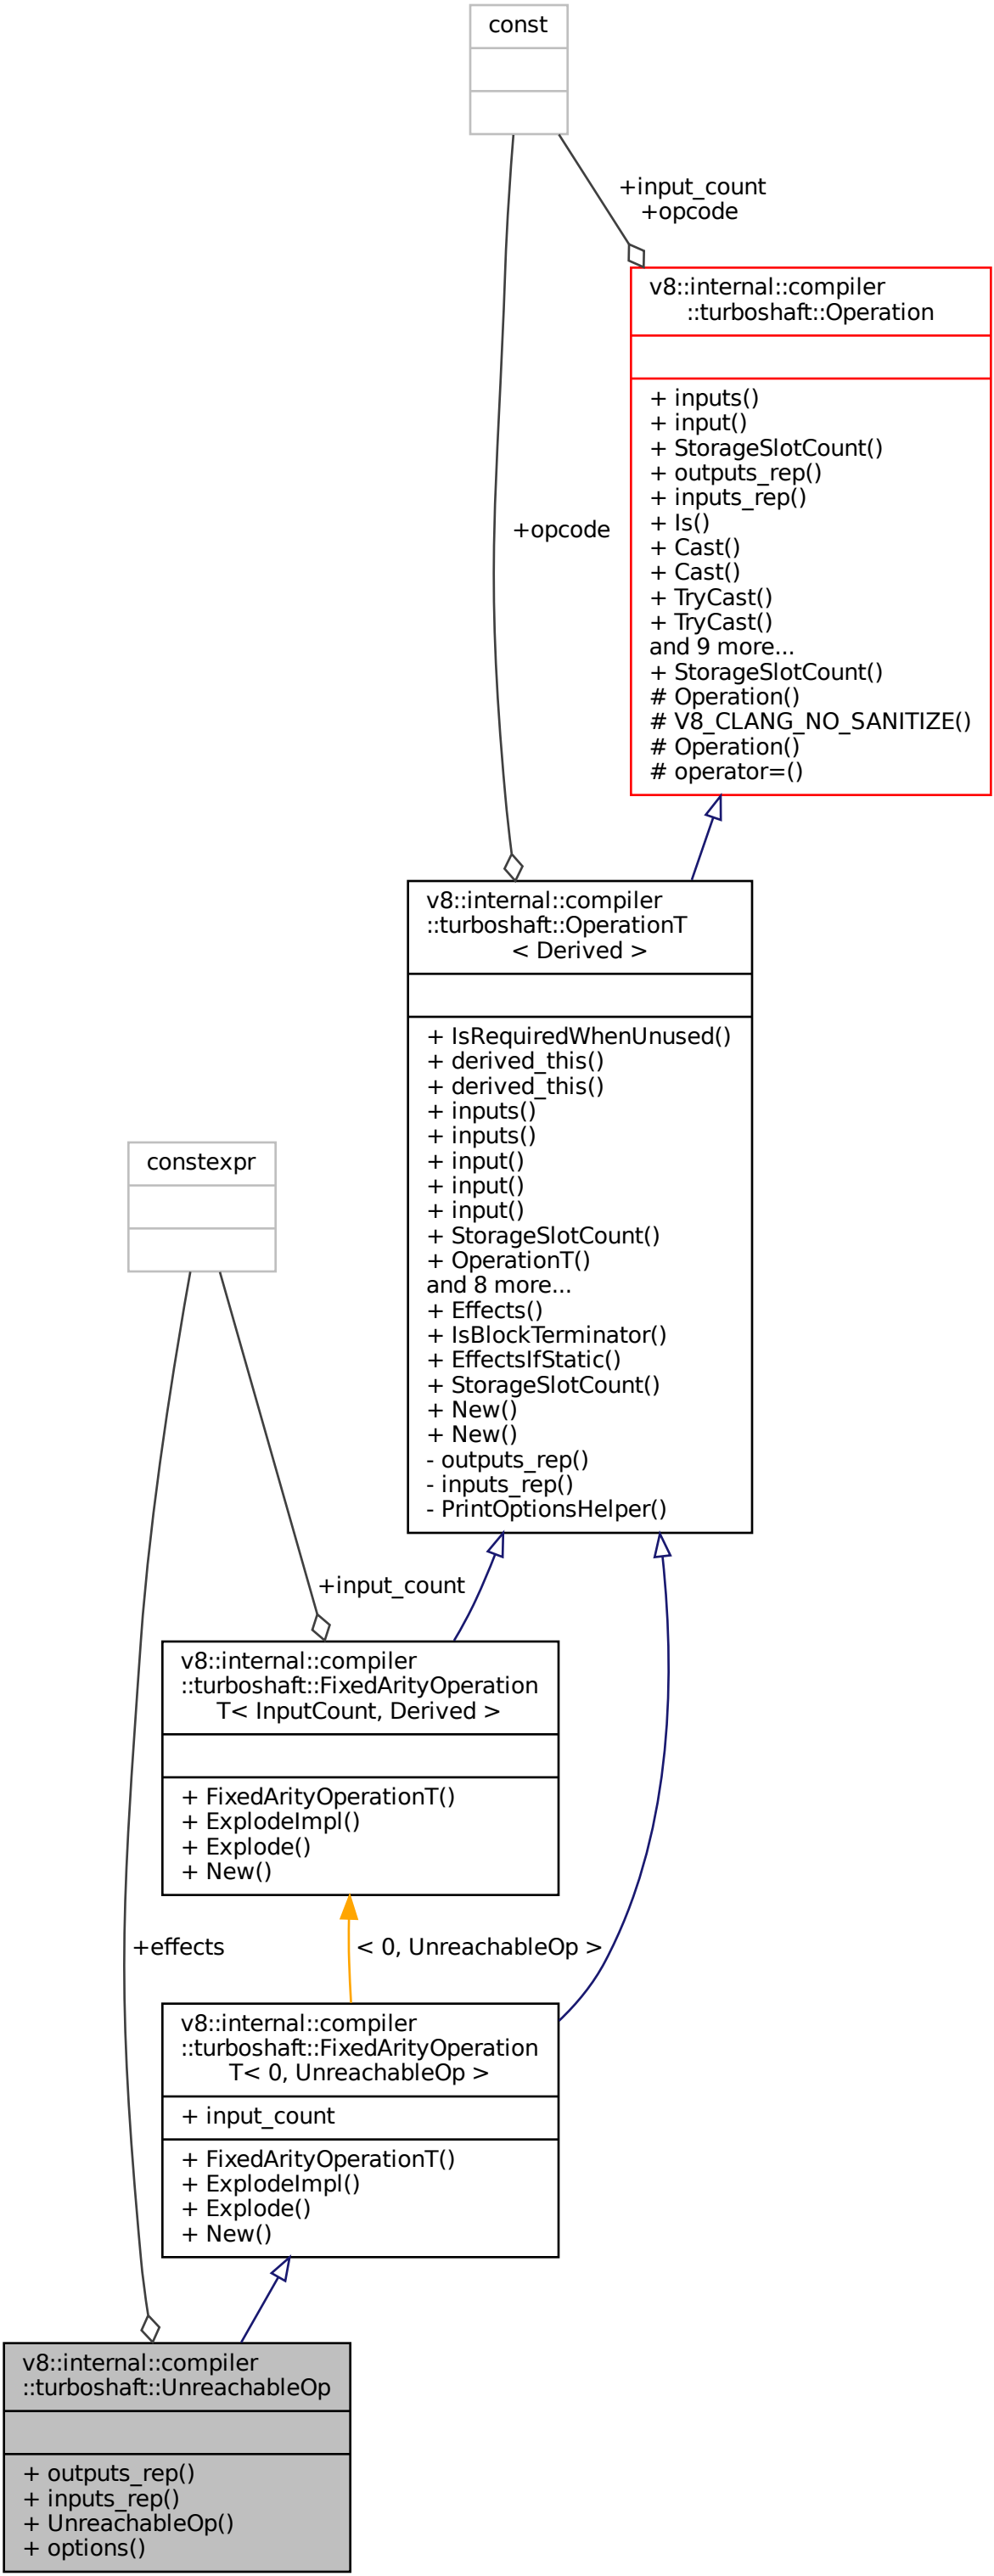 const
+input_count
+opcode
v8::internal::compiler
::turboshaft::Operation
+ inputs()
+ input()
+ StorageSlotCount()
+ outputs_rep()
+ inputs_rep()
+ Is()
+ Cast()
+ Cast()
+ TryCast()
+ TryCast()
and 9 more...
+ StorageSlotCount()
# Operation()
# V8_CLANG_NO_SANITIZE()
# Operation()
# operator=()
+opcode
v8::internal::compiler
::turboshaft::OperationT
< Derived >
+ IsRequiredWhenUnused()
+ derived_this()
+ derived_this()
+ inputs()
+ inputs()
+ input()
+ input()
+ input()
+ StorageSlotCount()
+ OperationT()
and 8 more...
+ Effects()
+ IsBlockTerminator()
+ EffectsIfStatic()
+ StorageSlotCount()
+ New()
+ New()
- outputs_rep()
- inputs_rep()
- PrintOptionsHelper()
constexpr
+input_count
v8::internal::compiler
::turboshaft::FixedArityOperation
T< InputCount, Derived >
+ FixedArityOperationT()
+ ExplodeImpl()
+ Explode()
+ New()
+effects
< 0, UnreachableOp >
v8::internal::compiler
::turboshaft::FixedArityOperation
T< 0, UnreachableOp >
+ input_count
+ FixedArityOperationT()
+ ExplodeImpl()
+ Explode()
+ New()
v8::internal::compiler
::turboshaft::UnreachableOp
+ outputs_rep()
+ inputs_rep()
+ UnreachableOp()
+ options()